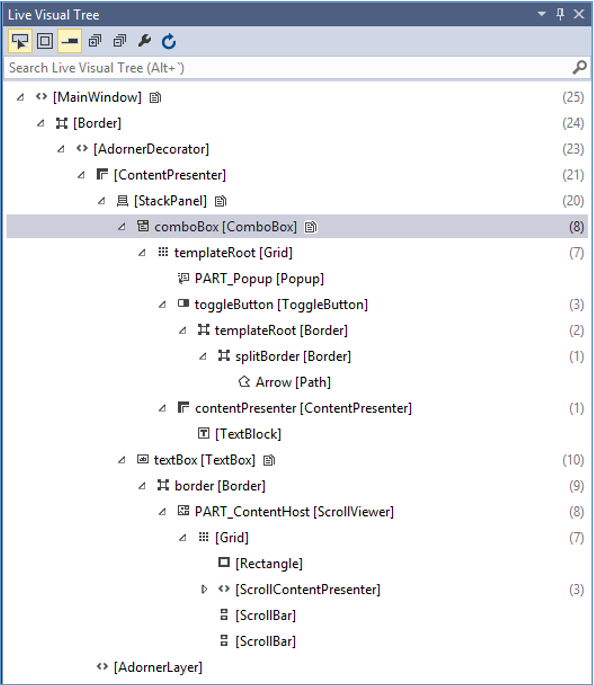 Live Visual Tree
Search Live Visual Tree (Alt+`)
[MainWindow] (25)
[Border] (24)
[AdornerDecorator] (23)
[ContentPresenter] (21)
[StackPanel] (20)
comboBox [ComboBox] (8)
templateRoot [Grid] (7)
PART_Popup [Popup]
toggleButton [ToggleButton] (3)
templateRoot [Border] (2)
splitBorder [Border] (1)
Arrow [Path]
contentPresenter [ContentPresenter] (1)
[TextBlock]
textBox [TextBox] (10)
border [Border] (9)
PART_ContentHost [ScrollViewer] (8)
[Grid] (7)
[Rectangle]
[ScrollContentPresenter] (3)
[ScrollBar]
[ScrollBar]
[AdornerLayer]